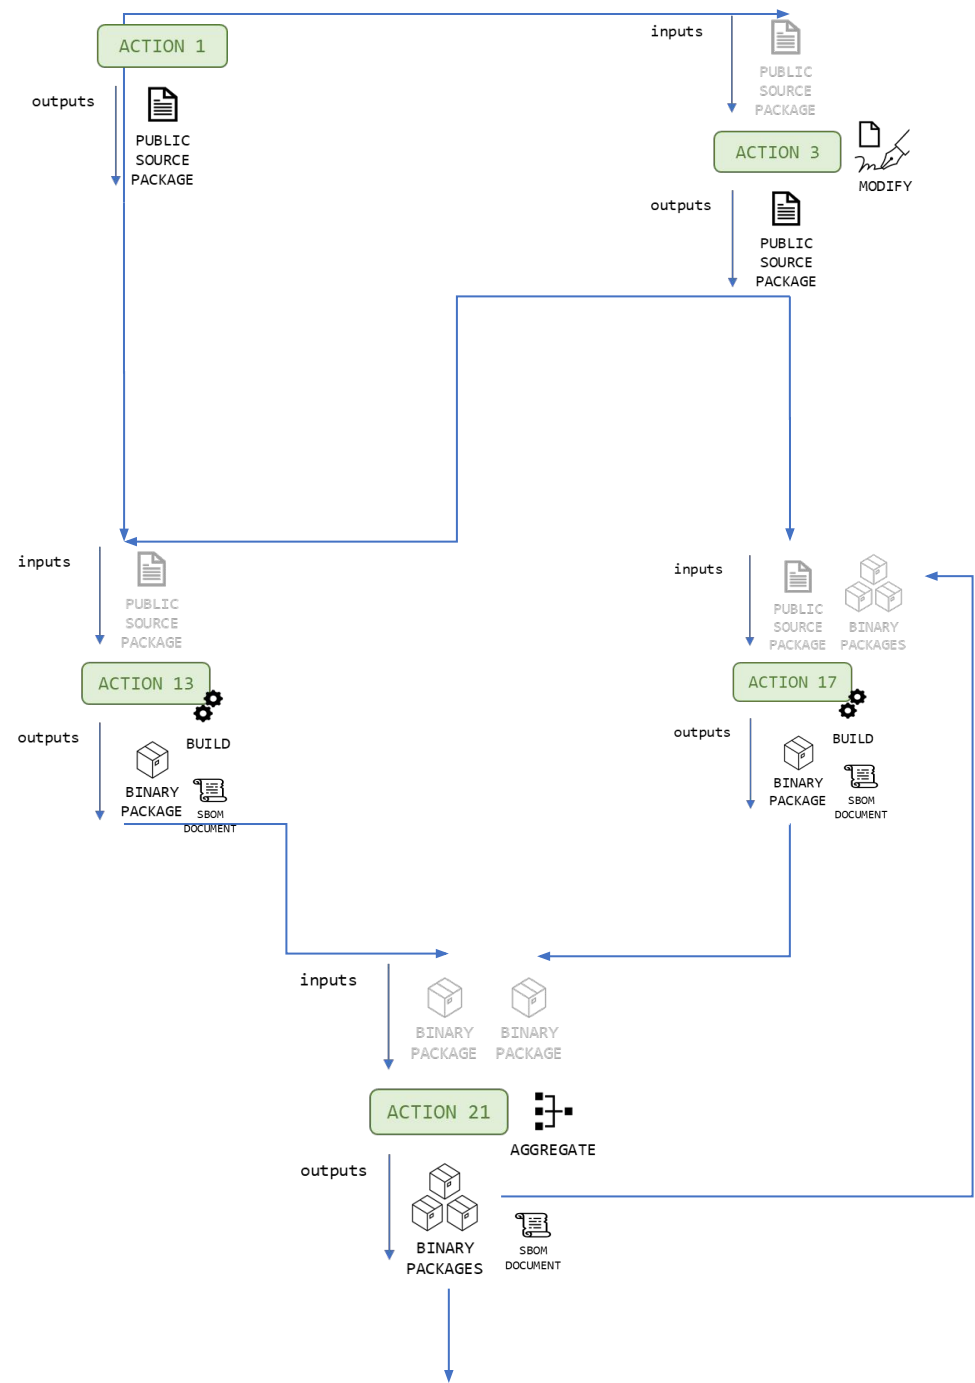 ACTION 1
outputs
PUBLIC
SOURCE
PACKAGE
inputs
PUBLIC
SOURCE
PACKAGE
ACTION 3
MODIFY
outputs
PUBLIC
SOURCE
PACKAGE
inputs
PUBLIC
SOURCE
PACKAGE
ACTION 13
BUILD
outputs
BINARY
PACKAGE
SBOM
DOCUMENT
inputs
PUBLIC
SOURCE
PACKAGE
BINARY
PACKAGES
ACTION 17
BUILD
outputs
BINARY
PACKAGE
SBOM
DOCUMENT
inputs
BINARY
PACKAGE
BINARY
PACKAGE
ACTION 21
AGGREGATE
outputs
BINARY
PACKAGES
SBOM
DOCUMENT